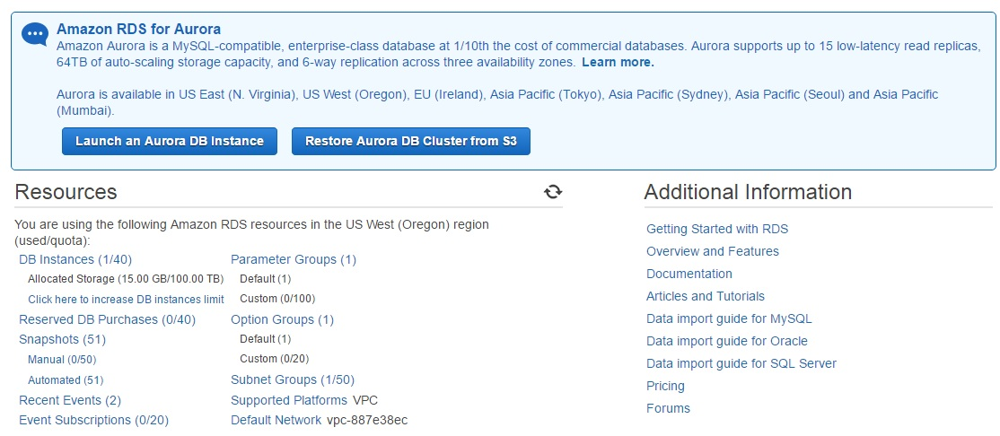 Amazon RDS for Aurora
Amazon Aurora is a MySQL-compatible, enterprise-class database at 1/10th the cost of commercial databases. Aurora supports up to 15 low-latency read replicas,
64TB of auto-scaling storage capacity, and 6-way replication across three availability zones. Learn more.
Aurora is available in US East (N. Virginia), US West (Oregon), EU (Ireland), Asia Pacific (Tokyo), Asia Pacific (Sydney), Asia Pacific (Seoul) and Asia Pacific
(Mumbai).
Launch an Aurora DB Instance
Restore Aurora DB Cluster from S3
Resources
You are using the following Amazon RDS resources in the US West (Oregon) region
(used/quota):
DB Instances (1/40)
Allocated Storage (15.00 GB/100.00 TB)
Click here to increase DB instances limit
Reserved DB Purchases (0/40)
Snapshots (51)
Manual (0/50)
Automated (51)
Recent Events (2)
Event Subscriptions (0/20)
Parameter Groups (1)
Default (1)
Custom (0/100)
Option Groups (1)
Default (1)
Custom (0/20)
Subnet Groups (1/50)
Supported Platforms VPC
Default Network vpc-887e38ec
Additional Information
Getting Started with RDS
Overview and Features
Documentation
Articles and Tutorials
Data import guide for MySQL
Data import guide for Oracle
Data import guide for SQL Server
Pricing
Forums